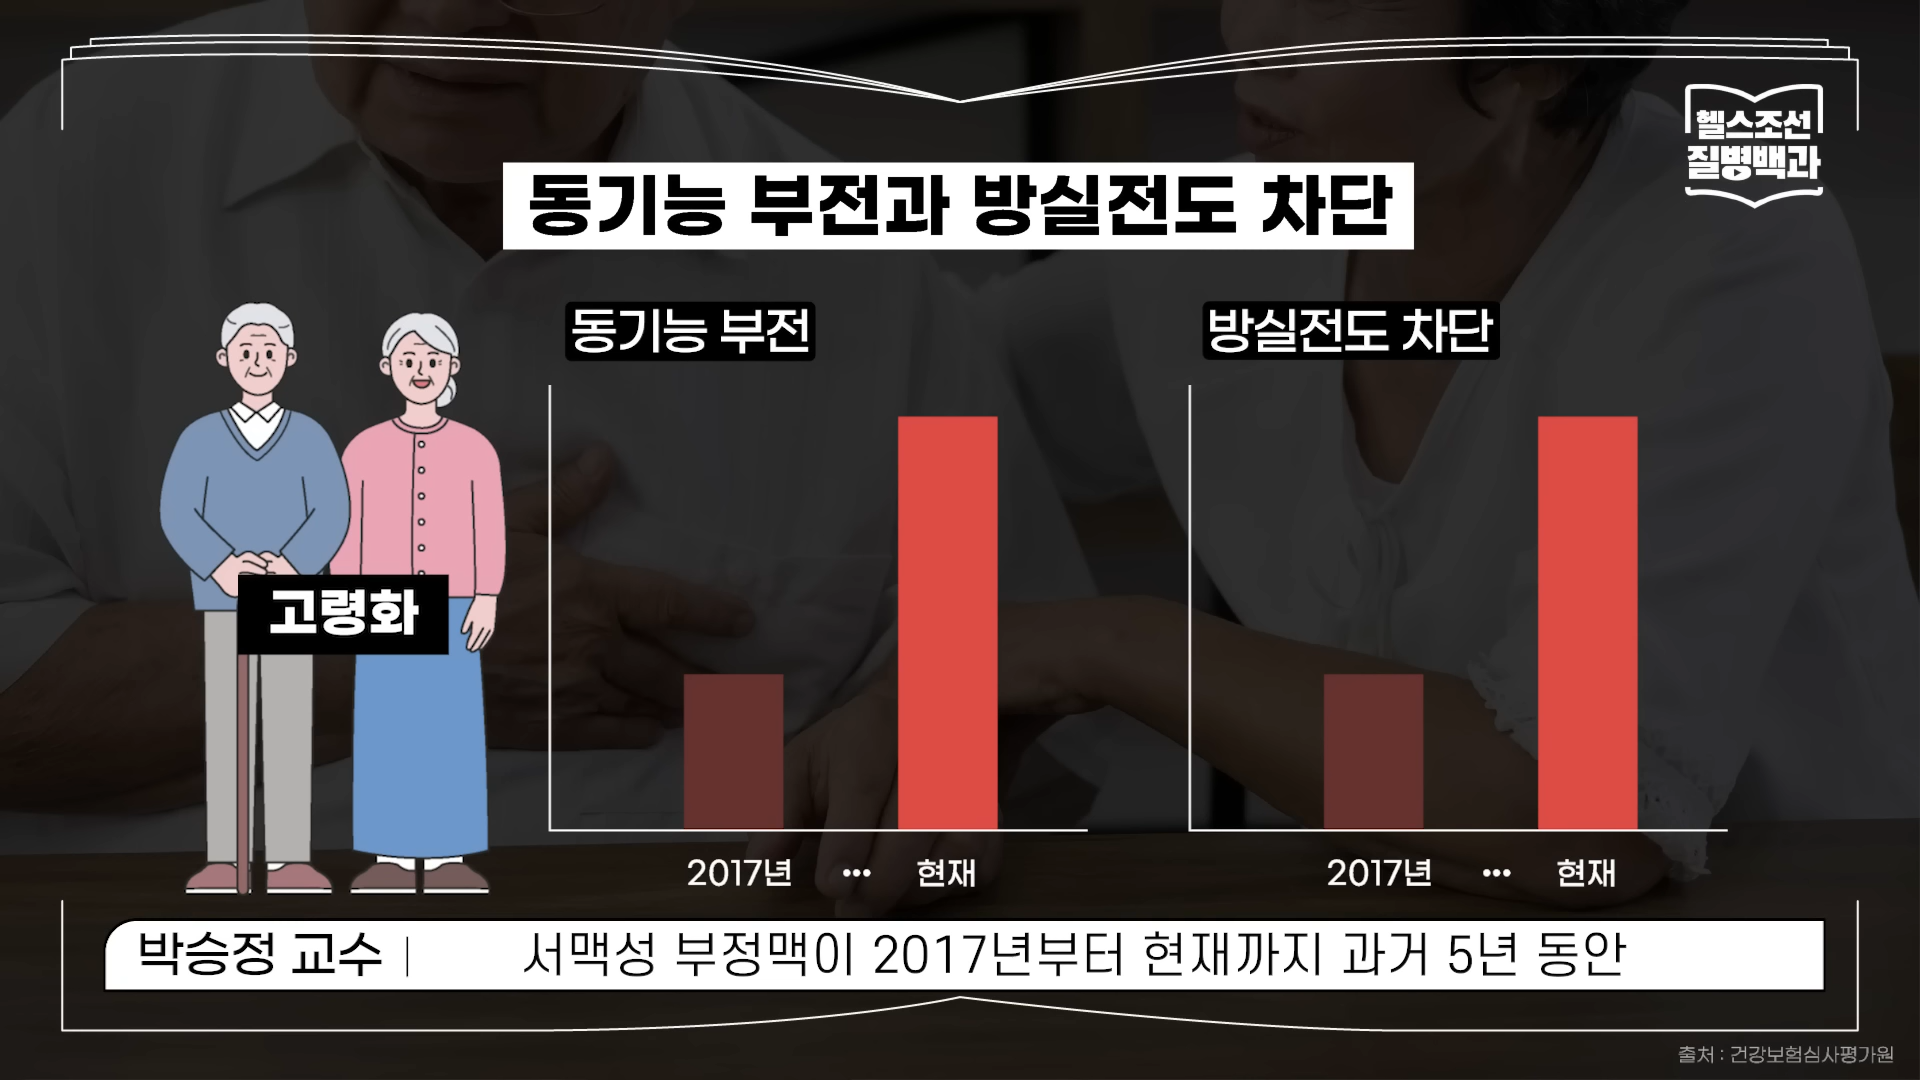 헬스조선
질병백과
동기능 부전과 방실전도 차단
동기능 부전
방실전도 차단
고령화
2017년 ••• 현재
2017년 ••• 현재
박승정 교수 | 서맥성 부정맥이 2017년부터 현재까지 과거 5년 동안
출처 : 건강보험심사평가원